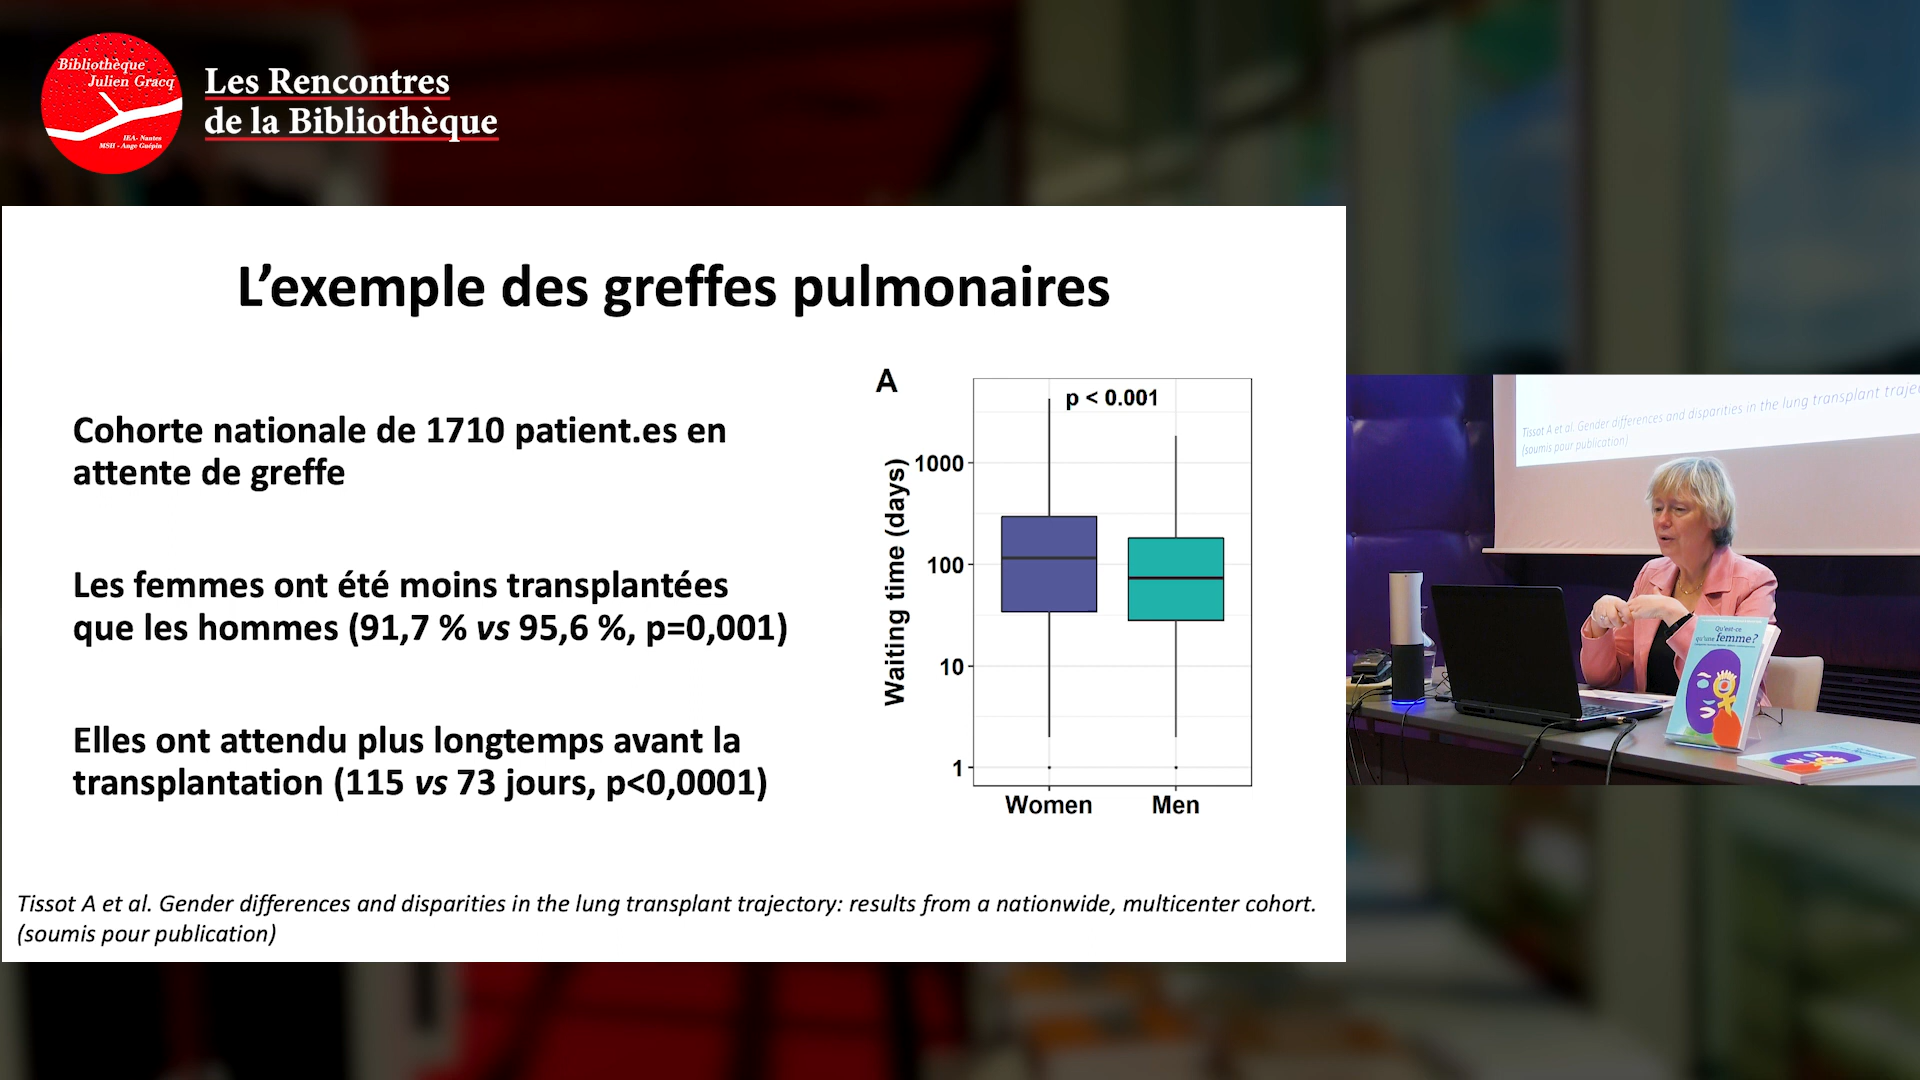 Bibliothèque
Julien Gracq
IEA- Nantes
MSH - Ange Guépin
Les Rencontres
de la Bibliothèque
L’exemple des greffes pulmonaires
Cohorte nationale de 1710 patient.es en
attente de greffe
Les femmes ont été moins transplantées
que les hommes (91,7 % vs 95,6 %, p=0,001)
Elles ont attendu plus longtemps avant la
transplantation (115 vs 73 jours, p<0,0001)
A
p < 0.001
Waiting time (days)
1000
100
10
1
Women
Men
Tissot A et al. Gender differences and disparities in the lung transplant trajectory: results from a nationwide, multicenter cohort.
(soumis pour publication)
Tissot A et al. Gender differences and disparities in the lung transplant traje
(soumis pour publication)
Qu'est-ce
qu'une femme?